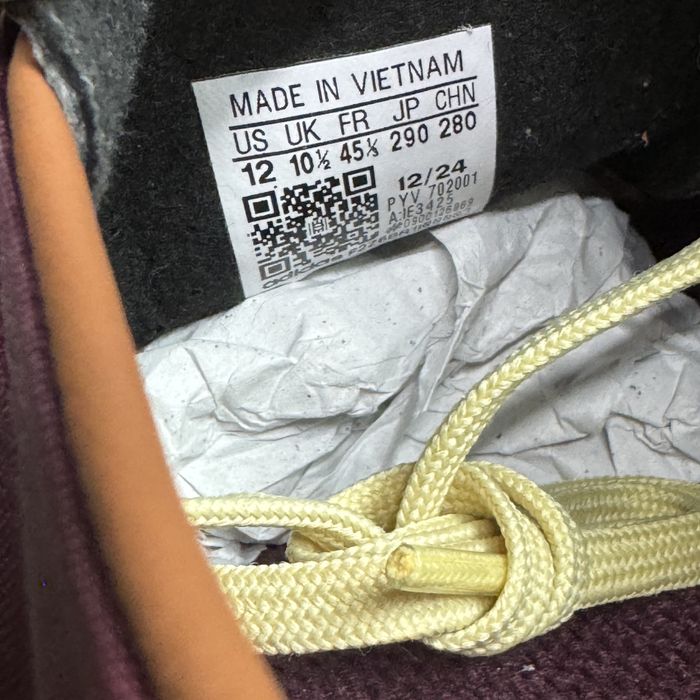 MADE IN VIETNAM
US UK FR JP CHN
12 10½ 45⅓ 290 280
12/24
PYV 702001
A:IE3425
adidas